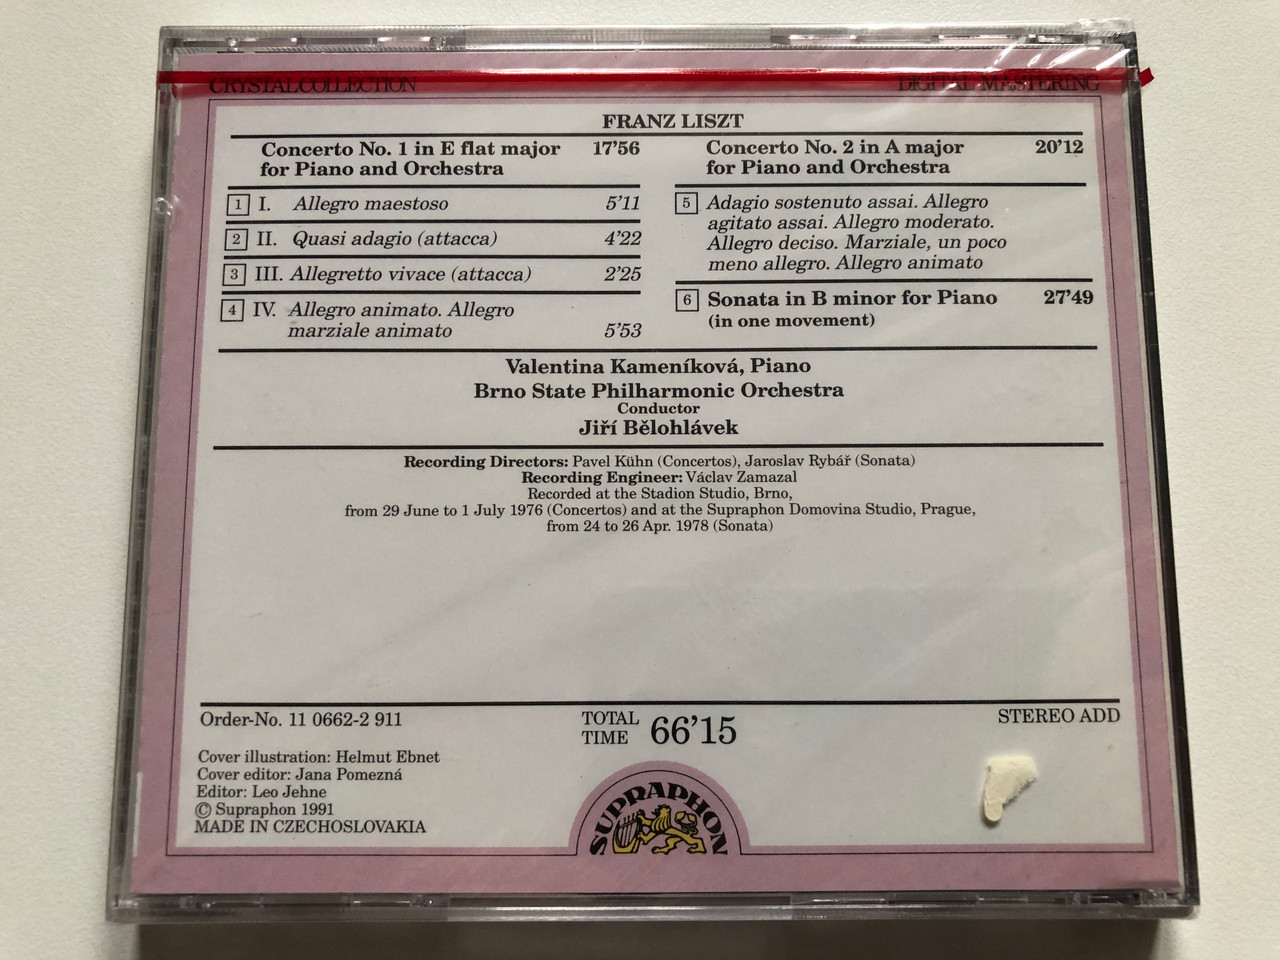 CRYSTAL COLLECTION
DIGITAL MASTERING
FRANZ LISZT
Concerto No. 1 in E flat major 17'56
for Piano and Orchestra
1 I. Allegro maestoso 5'11
2 II. Quasi adagio (attacca) 4'22
3 III. Allegretto vivace (attacca) 2'25
4 IV. Allegro animato. Allegro
marziale animato 5'53
Concerto No. 2 in A major 20'12
for Piano and Orchestra
5 Adagio sostenuto assai. Allegro
agitato assai. Allegro moderato.
Allegro deciso. Marziale, un poco
meno allegro. Allegro animato
6 Sonata in B minor for Piano 27'49
(in one movement)
Valentina Kameníková, Piano
Brno State Philharmonic Orchestra
Conductor
Jiří Bělohlávek
Recording Directors: Pavel Kühn (Concertos), Jaroslav Rybář (Sonata)
Recording Engineer: Václav Zamazal
Recorded at the Stadion Studio, Brno,
from 29 June to 1 July 1976 (Concertos) and at the Supraphon Domovina Studio, Prague,
from 24 to 26 Apr. 1978 (Sonata)
Order-No. 11 0662-2 911
TOTAL
TIME 66'15
STEREO ADD
Cover illustration: Helmut Ebnet
Cover editor: Jana Pomezná
Editor: Leo Jehne
© Supraphon 1991
MADE IN CZECHOSLOVAKIA
SUPRAPHON